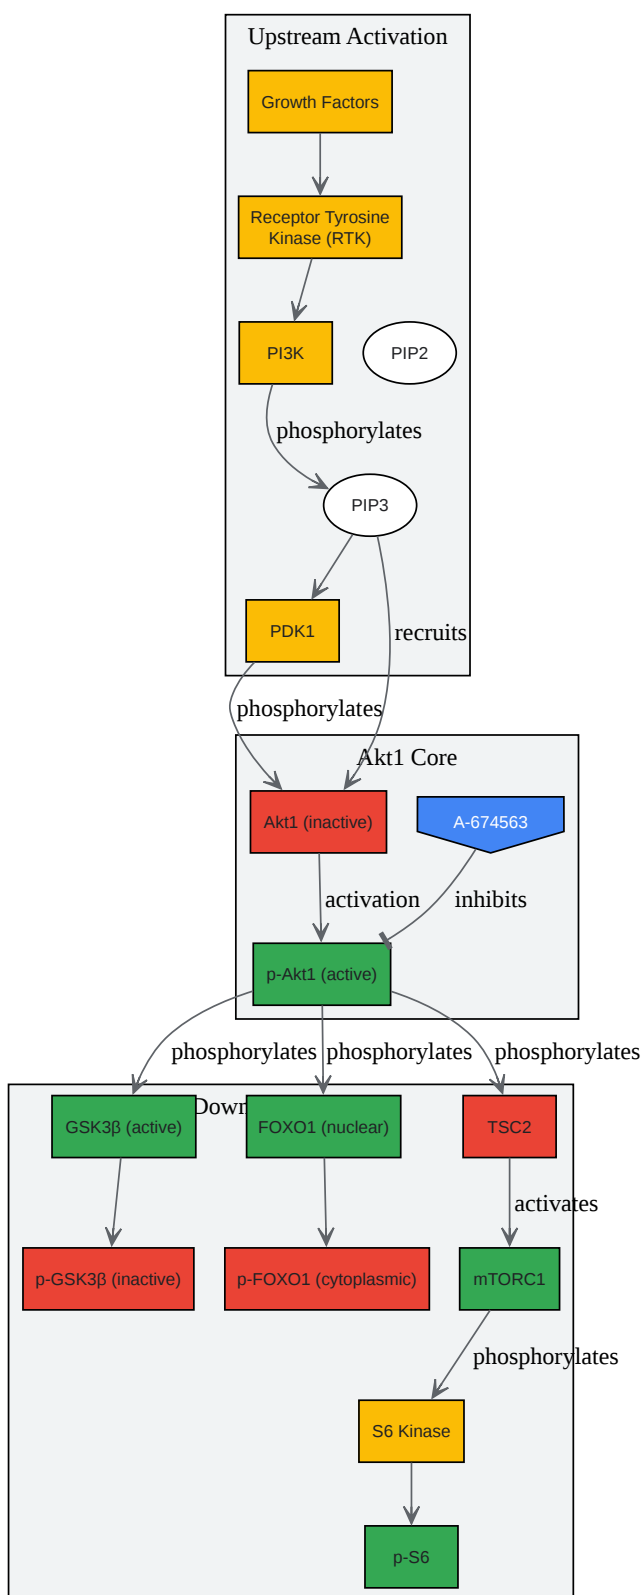 Upstream Activation
Growth Factors
Receptor Tyrosine
Kinase (RTK)
PI3K
PIP2
phosphorylates
PIP3
PDK1
recruits
phosphorylates
Akt1 Core
Akt1 (inactive)
A-674563
activation
inhibits
p-Akt1 (active)
phosphorylates
phosphorylates
phosphorylates
Down
GSK3β (active)
FOXO1 (nuclear)
TSC2
activates
p-GSK3β (inactive)
p-FOXO1 (cytoplasmic)
mTORC1
phosphorylates
S6 Kinase
p-S6